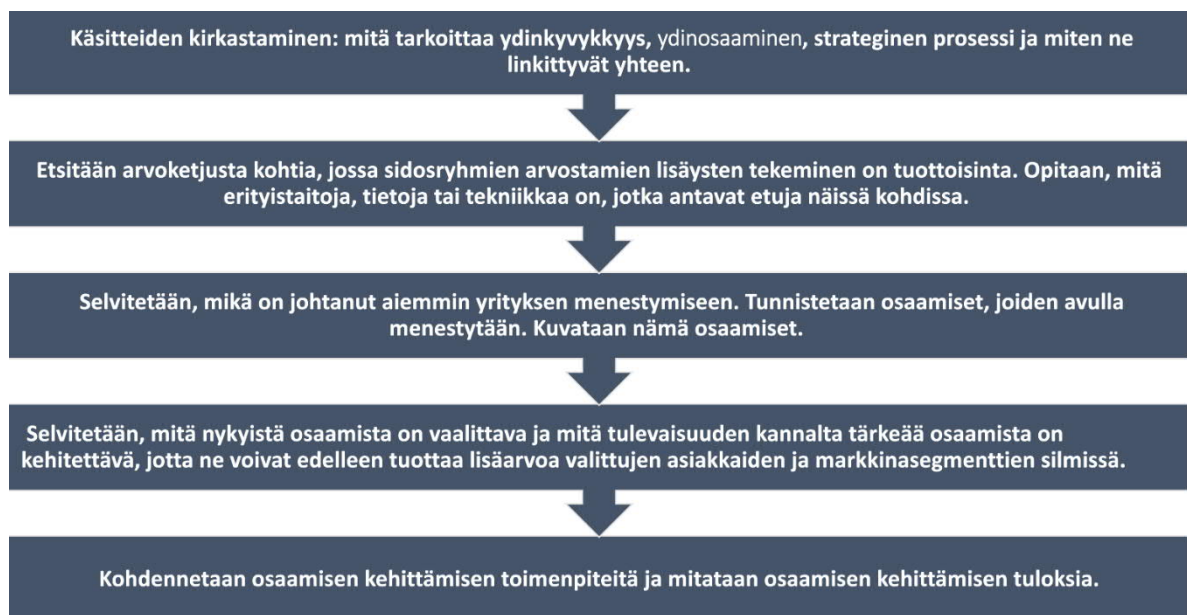 Käsitteiden kirkastaminen: mitä tarkoittaa ydinkyvykkyys, ydinosaaminen, strateginen prosessi ja miten ne
linkittyvät yhteen.
Etsitään arvoketjusta kohtia, jossa sidosryhmien arvostamien lisäysten tekeminen on tuottoisinta. Opitaan, mitä
erityistaitoja, tietoja tai tekniikkaa on, jotka antavat etuja näissä kohdissa.
Selvitetään, mikä on johtanut aiemmin yrityksen menestymiseen. Tunnistetaan osaamiset, joiden avulla
menestytään. Kuvataan nämä osaamiset.
Selvitetään, mitä nykyistä osaamista on vaalittava ja mitä tulevaisuuden kannalta tärkeää osaamista on
kehitettävä, jotta ne voivat edelleen tuottaa lisäarvoa valittujen asiakkaiden ja markkinasegmenttien silmissä.
Kohdennetaan osaamisen kehittämisen toimenpiteitä ja mitataan osaamisen kehittämisen tuloksia.